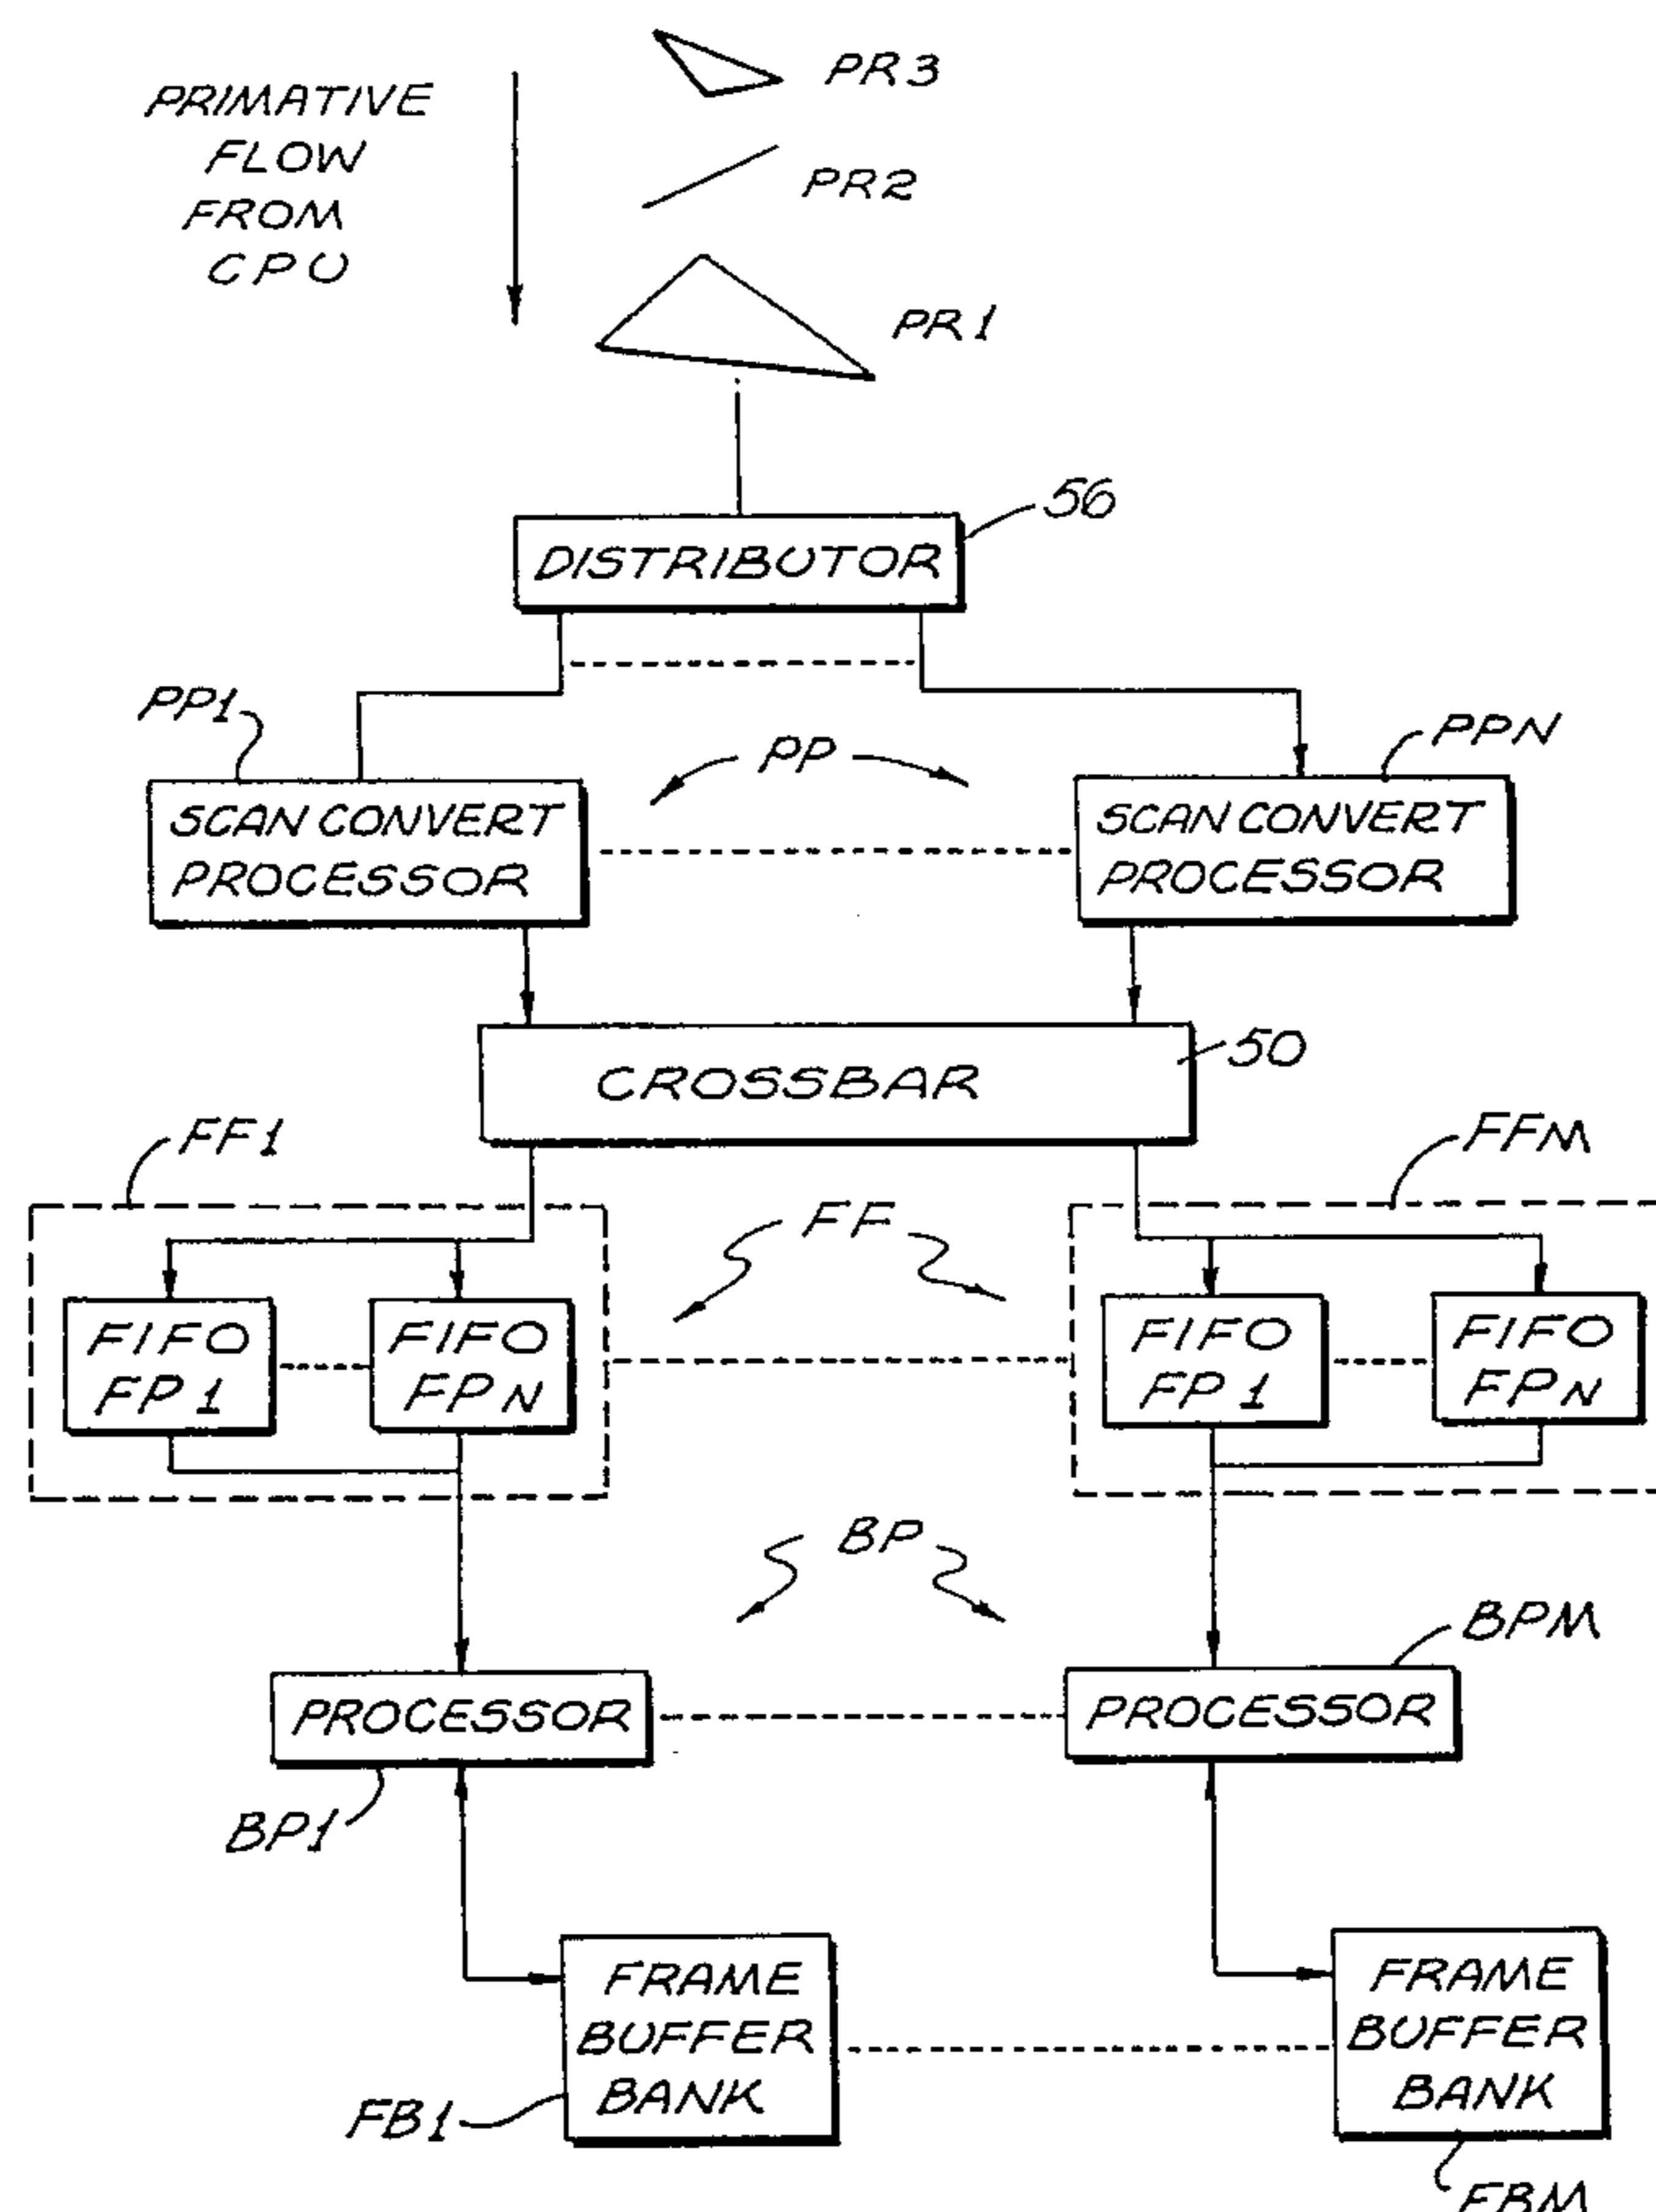 PR3
PRIMATIVE
FLOW
FROM
CPU
PR2
PR1
56
DISTRIBUTOR
PP1
PP
PPN
SCAN CONVERT
PROCESSOR
SCAN CONVERT
PROCESSOR
50
CROSSBAR
FF1
FFM
FF
FIFO
FP1
FIFO
FPN
FIFO
FP1
FIFO
FPN
BP
BPM
PROCESSOR
PROCESSOR
BP1
FRAME
BUFFER
BANK
FRAME
BUFFER
BANK
FB1
FBM